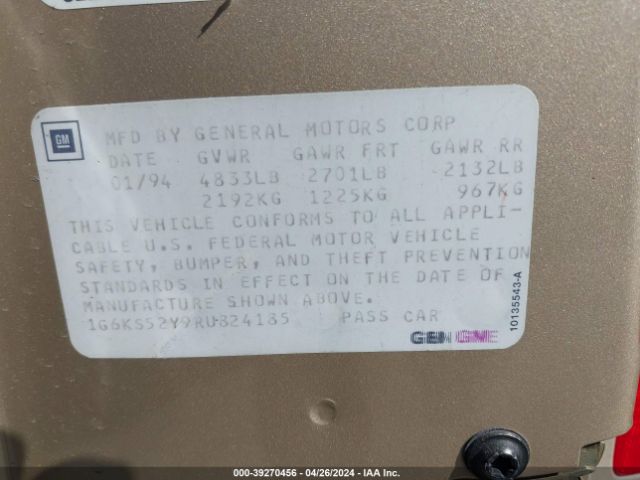 GM
MFD BY GENERAL MOTORS CORP
DATE GVWR GAWR FRT GAWR RR
01/94 4833LB 2701LB 2132LB
2192KG 1225KG 967KG
THIS VEHICLE CONFORMS TO ALL APPLI-
CABLE U.S. FEDERAL MOTOR VEHICLE
SAFETY, BUMPER, AND THEFT PREVENTION
STANDARDS IN EFFECT ON THE DATE OF
MANUFACTURE SHOWN ABOVE.
1G6KS52Y9RU824185 PASS CAR
10135543-A
000-39270456 - 04/26/2024 - IAA Inc.